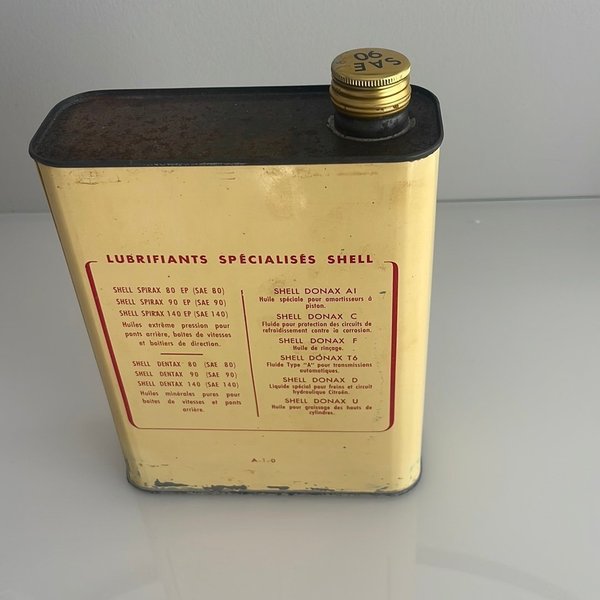 SAE
90
LUBRIFIANTS SPÉCIALISÉS SHELL
SHELL SPIRAX 80 EP (SAE 80)
SHELL SPIRAX 90 EP (SAE 90)
SHELL SPIRAX 140 EP (SAE 140)
Huiles extrême pression pour
ponts arrière, boites de vitesses
et boitiers de direction.
SHELL DENTAX 80 (SAE 80)
SHELL DENTAX 90 (SAE 90)
SHELL DENTAX 140 (SAE 140)
Huiles minérales pures pour
boites de vitesses et ponts
arrière.
SHELL DONAX A1
Huile spéciale pour amortisseurs à
piston.
SHELL DONAX C
Fluide pour protection des circuits de
refroidissement contre la corrosion.
SHELL DONAX F
Huile de rinçage.
SHELL DONAX T6
Fluide Type "A" pour transmissions
automatiques.
SHELL DONAX D
Liquide spécial pour freins et circuit
hydraulique Citroën.
SHELL DONAX U
Huile pour graissage des hauts de
cylindres.
A-1-D